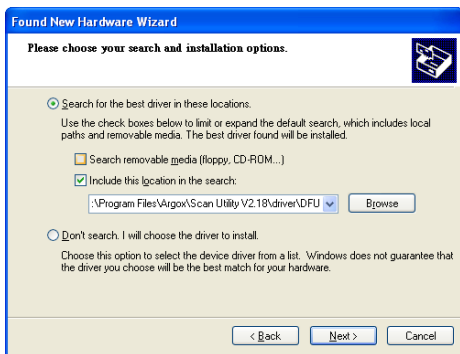 Found New Hardware Wizard
Please choose your search and installation options.
Search for the best driver in these locations.
Use the check boxes below to limit or expand the default search, which includes local
paths and removable media. The best driver found will be installed.
Search removable media (floppy, CD-ROM...)
Include this location in the search:
:\Program Files\Argox\Scan Utility V2.18\driver\DFU
Browse
Don't search. I will choose the driver to install.
Choose this option to select the device driver from a list. Windows does not guarantee that
the driver you choose will be the best match for your hardware.
< Back Next > Cancel